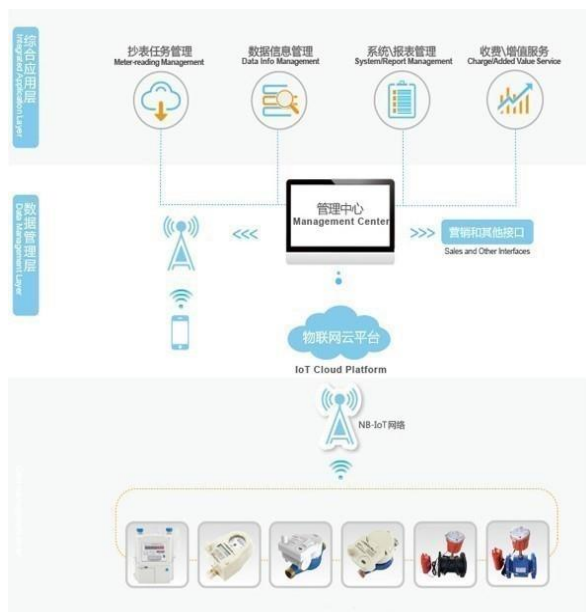 综合应用层
Integrated Application Layer
抄表任务管理
Meter-reading Management
数据信息管理
Data Info Management
系统\报表管理
System/Report Management
收费\增值服务
Charge/Added Value Service
数据管理层
Data Management Layer
管理中心
Management Center
<<<
>>>
营销和其他接口
Sales and Other Interfaces
物联网云平台
IoT Cloud Platform
NB-IoT网络